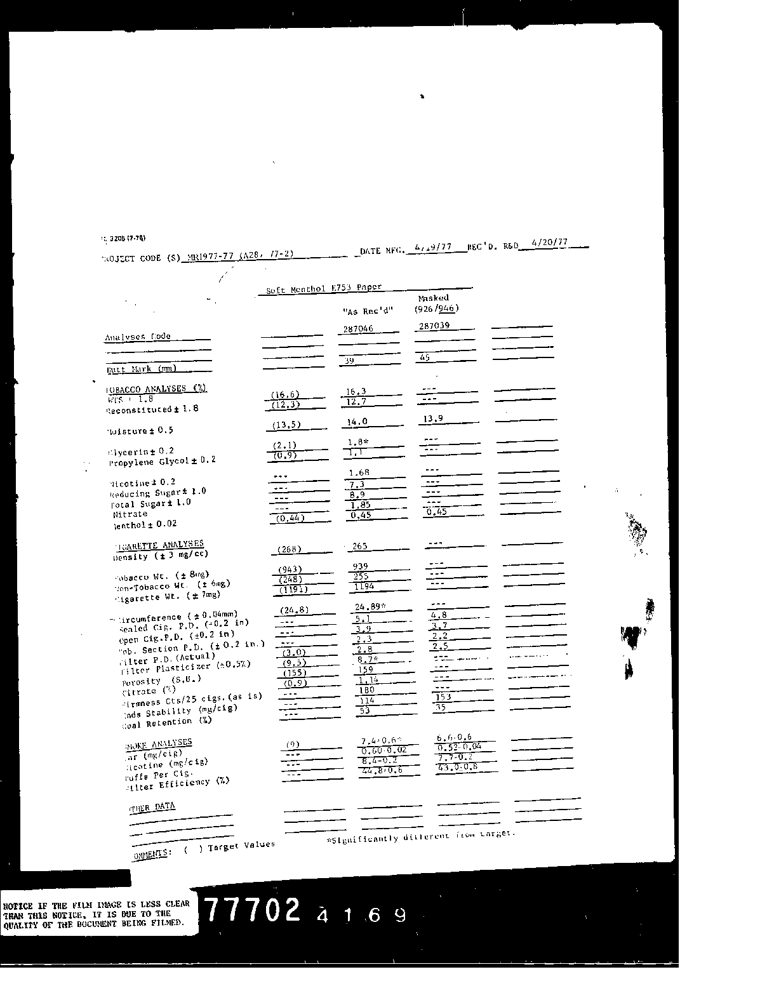 3206 (7-76)
OJECT CODE (S) MR1977-77 (A28, 77-2) DATE MFG. 4/19/77 REC'D. R&D 4/20/77
Soft Menthol E753 Paper
"As Rec'd" Masked
(926/946)
Analyses Code 287046 287039
Butt Mark (mm) 39 45
TOBACCO ANALYSES (%)
WTS ± 1.8 (16.6) 16.3 ---
Reconstituted ± 1.8 (12.3) 12.7 ---
Moisture ± 0.5 (13.5) 14.0 13.9
Glycerin ± 0.2 (2.1) 1.8* ---
Propylene Glycol ± 0.2 (0.9) 1.1 ---
Nicotine ± 0.2 --- 1.68 ---
Reducing Sugar ± 1.0 --- 7.3 ---
Total Sugar ± 1.0 --- 8.9 ---
Nitrate --- 1.85 ---
Menthol ± 0.02 (0.44) 0.45 0.45
CIGARETTE ANALYSES
Density (± 3 mg/cc) (268) 265 ---
Tobacco Wt. (± 8mg) (943) 939 ---
Non-Tobacco Wt. (± 6mg) (248) 255 ---
Cigarette Wt. (± 7mg) (1191) 1194 ---
Circumference (± 0.04mm) (24.8) 24.89* ---
Sealed Cig. P.D. (±0.2 in) --- 5.1 4.8
Open Cig.P.D. (±0.2 in) --- 3.9 3.7
Tob. Section P.D. (± 0.2 in.) --- 2.3 2.2
Filter P.D. (Actual) (3.0) 2.8 2.5
Filter Plasticizer (±0.5%) (9.5) 8.7* ---
Porosity (S.U.) (155) 159 ---
Citrate (%) (0.9) 1.14 ---
Firmness Cts/25 cigs.(as is) --- 180 ---
Ends Stability (mg/cig) --- 114 153
Coal Retention (%) --- 53 35
SMOKE ANALYSES
Tar (mg/cig) (9) 7.4±0.6* 6.6±0.6
Nicotine (mg/cig) --- 0.60±0.02 0.52±0.04
Puffs Per Cig. --- 8.4±0.2 7.7±0.2
Filter Efficiency (%) --- 44.8±0.6 43.0±0.8
OTHER DATA
COMMENTS: ( ) Target Values *Significantly different from target.
NOTICE IF THE FILM IMAGE IS LESS CLEAR
THAN THIS NOTICE, IT IS DUE TO THE
QUALITY OF THE DOCUMENT BEING FILMED.
77702 4169